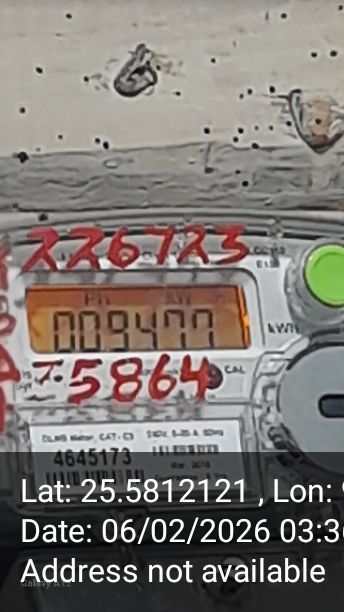 226723
009477
kWh
T-5864
CAL
DLMS Meter, CAT-C3
4645173
Lat: 25.5812121 , Lon:
Date: 06/02/2026 03:3
Address not available